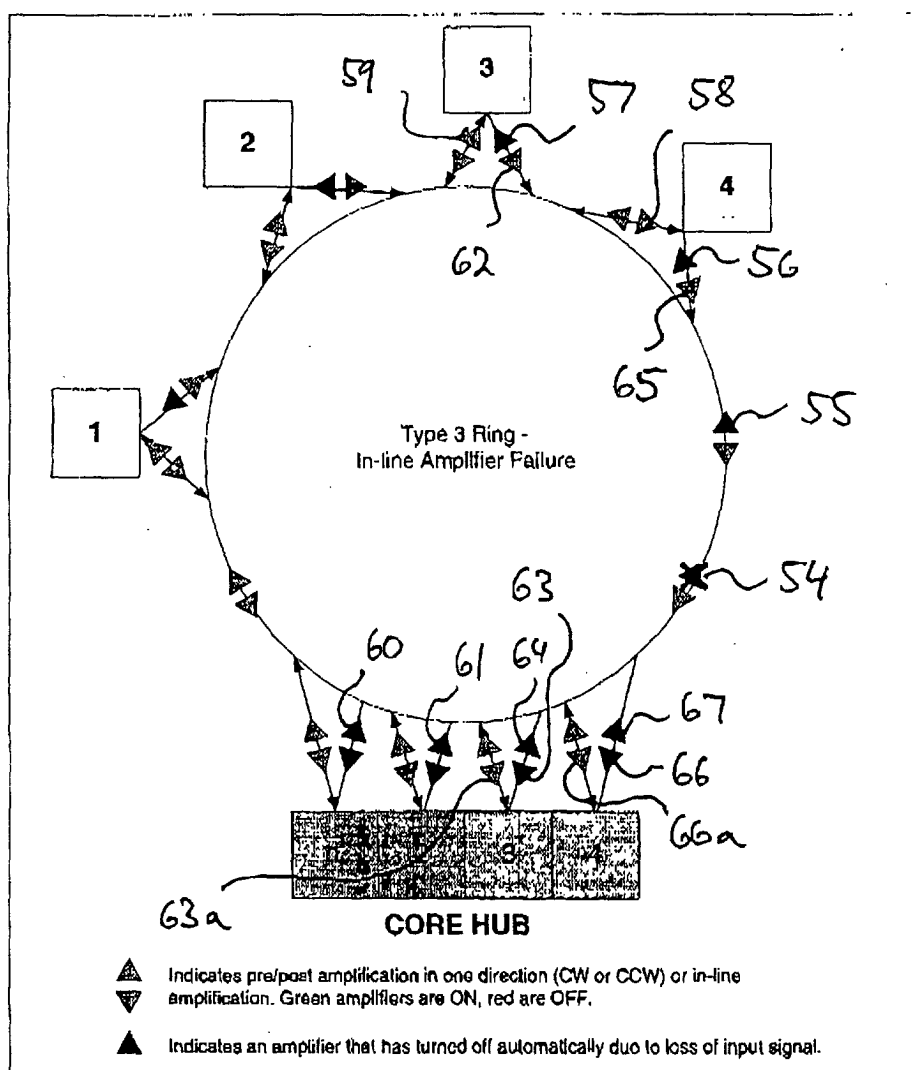 3
59
57
58
2
4
62
56
65
55
1
Type 3 Ring -
In-line Amplifier Failure
63
54
60
61
64
67
66
3
4
66a
63a
CORE HUB
Indicates pre/post amplification in one direction (CW or CCW) or in-line
amplification. Green amplifiers are ON, red are OFF.
Indicates an amplifier that has turned off automatically duo to loss of input signal.